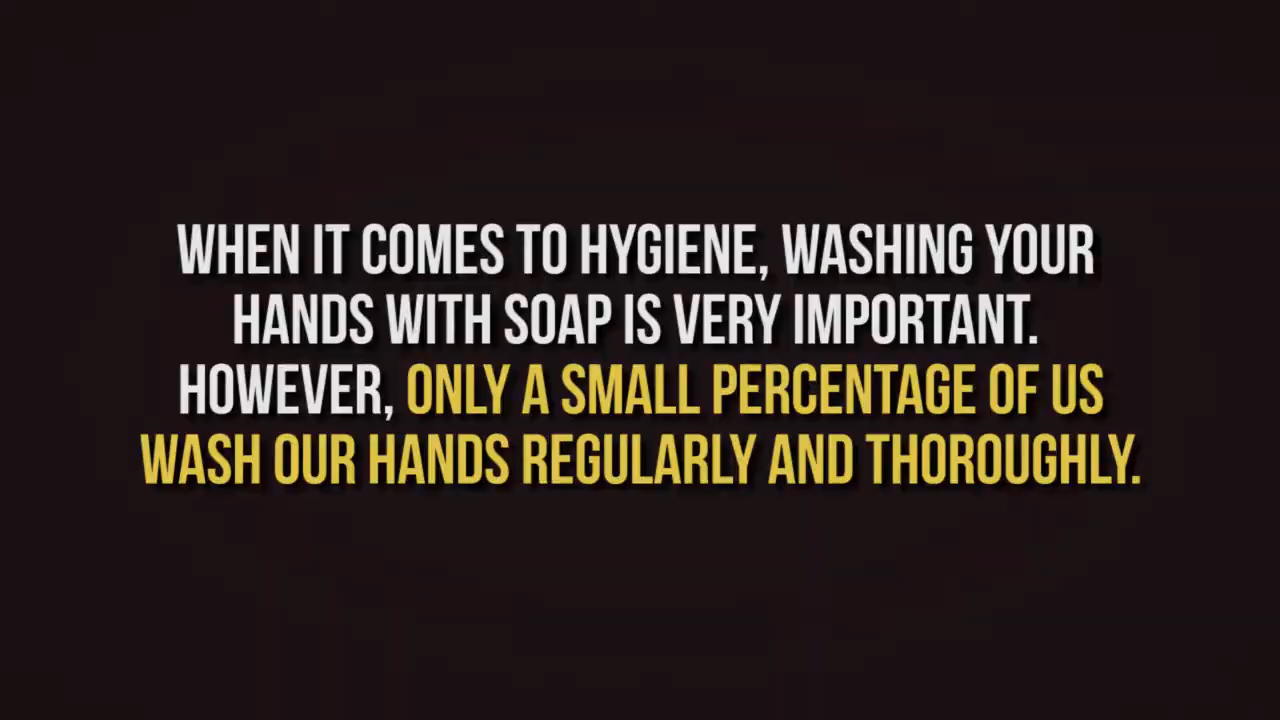 WHEN IT COMES TO HYGIENE, WASHING YOUR
HANDS WITH SOAP IS VERY IMPORTANT.
HOWEVER, ONLY A SMALL PERCENTAGE OF US
WASH OUR HANDS REGULARLY AND THOROUGHLY.